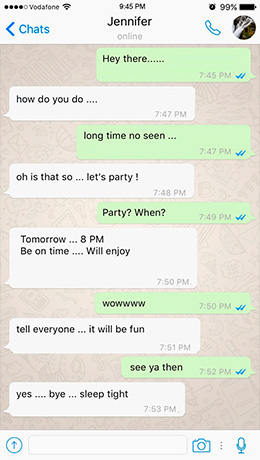 Vodafone 9:45 PM 99%
Chats Jennifer
online
Hey there......
7:45 PM
how do you do ....
7:47 PM
long time no seen ...
7:47 PM
oh is that so ... let's party !
7:48 PM
Party? When?
7:49 PM
Tomorrow ... 8 PM
Be on time .... Will enjoy
7:50 PM
wowwww
7:50 PM
tell everyone ... it will be fun
7:51 PM
see ya then
7:52 PM
yes .... bye ... sleep tight
7:53 PM